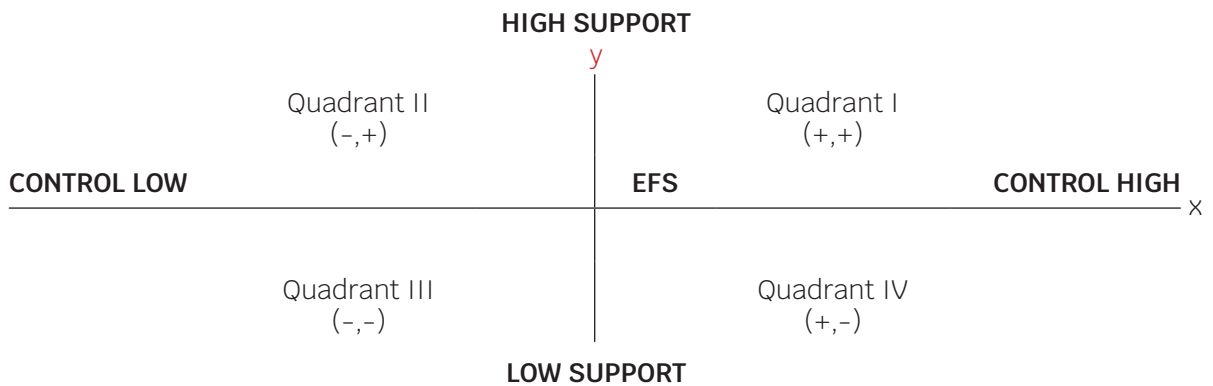 HIGH SUPPORT
y
Quadrant II
(-,+)
Quadrant I
(+,+)
CONTROL LOW
EFS
CONTROL HIGH
x
Quadrant III
(-,-)
Quadrant IV
(+,-)
LOW SUPPORT